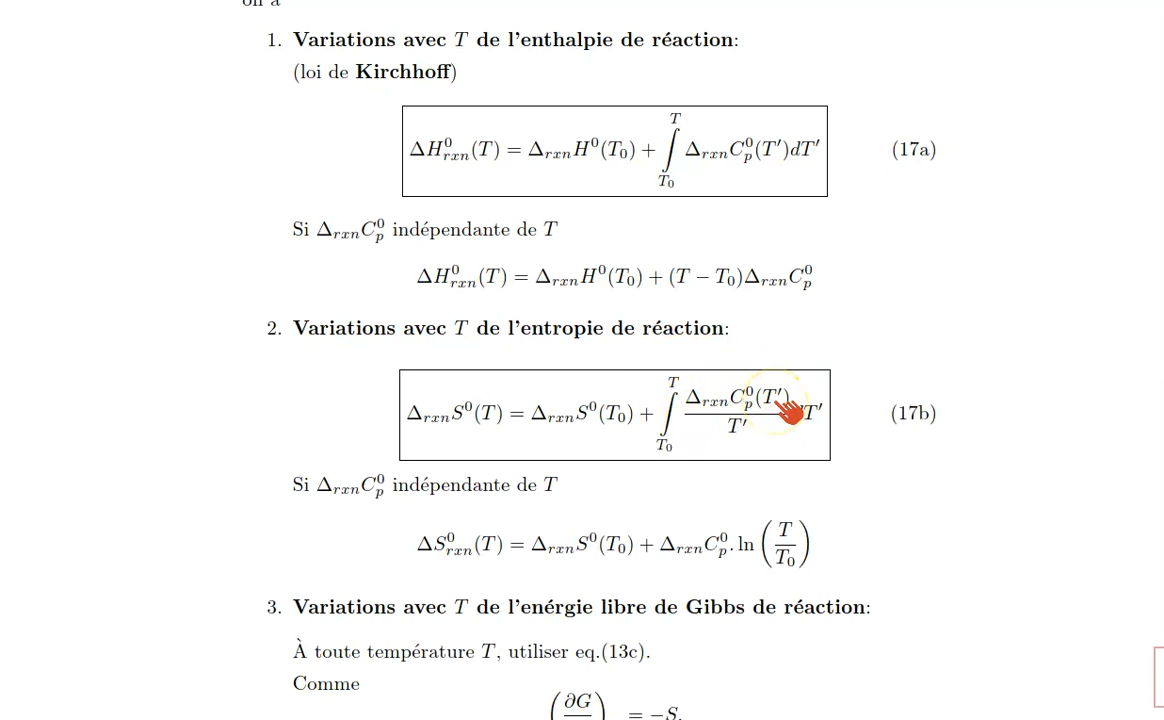 on a
1. Variations avec T de l'enthalpie de réaction:
(loi de Kirchhoff)
ΔH⁰ᵣₓₙ(T) = ΔᵣₓₙH⁰(T₀) + ∫_{T₀}^{T} ΔᵣₓₙC⁰ₚ(T′)dT′ (17a)
Si ΔᵣₓₙC⁰ₚ indépendante de T
ΔH⁰ᵣₓₙ(T) = ΔᵣₓₙH⁰(T₀) + (T − T₀)ΔᵣₓₙC⁰ₚ
2. Variations avec T de l'entropie de réaction:
ΔᵣₓₙS⁰(T) = ΔᵣₓₙS⁰(T₀) + ∫_{T₀}^{T} ΔᵣₓₙC⁰ₚ(T′)/T′ T′ (17b)
Si ΔᵣₓₙC⁰ₚ indépendante de T
ΔS⁰ᵣₓₙ(T) = ΔᵣₓₙS⁰(T₀) + ΔᵣₓₙC⁰ₚ. ln (T/T₀)
3. Variations avec T de l'enérgie libre de Gibbs de réaction:
À toute température T, utiliser eq.(13c).
Comme
(∂G) = −S,